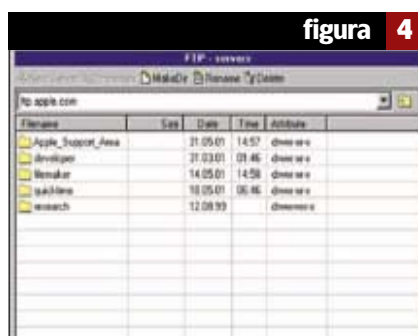 figura 4
FTP - servers
MakeDir Rename Delete
ftp.apple.com
Filename Size Date Time Attribute
Apple_Support_Area 31.05.01 14:57
developer 21.03.01 01:46
filemaker 14.05.01 14:58
quicktime 18.05.01 06:46
research 12.08.99